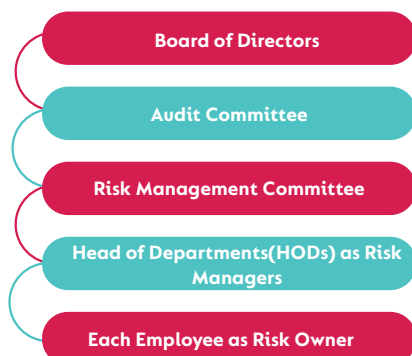 Board of Directors
Audit Committee
Risk Management Committee
Head of Departments(HODs) as Risk
Managers
Each Employee as Risk Owner